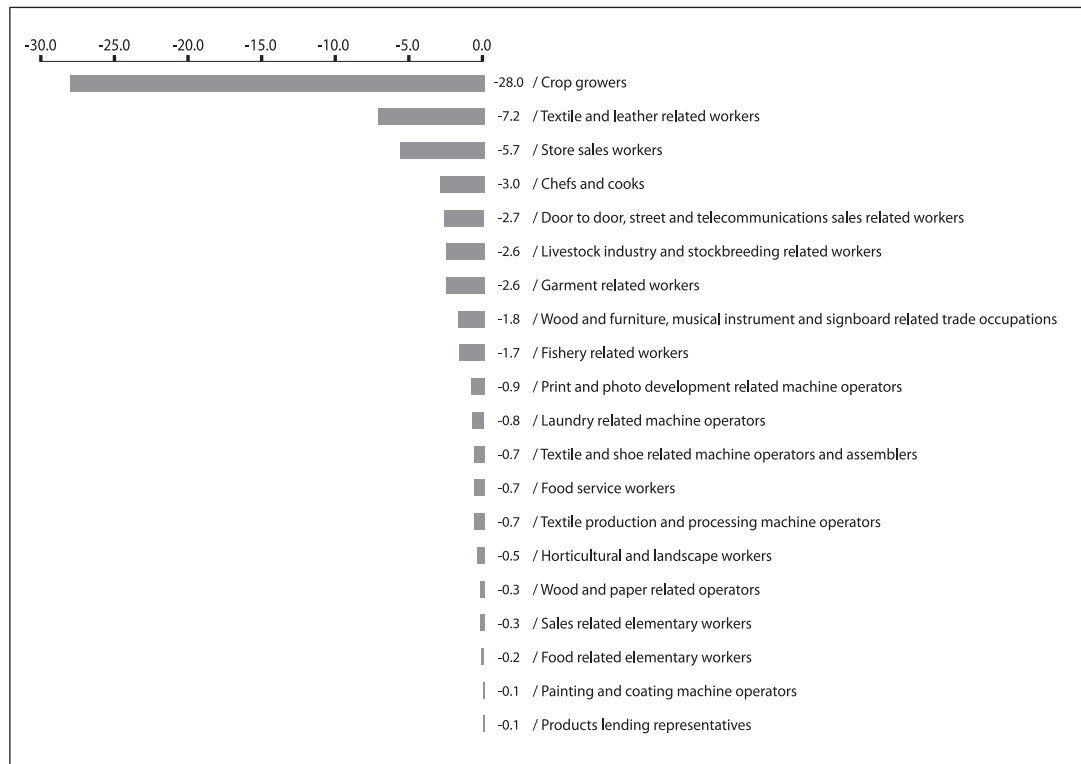 -30.0 -25.0 -20.0 -15.0 -10.0 -5.0 0.0
-28.0 / Crop growers
-7.2 / Textile and leather related workers
-5.7 / Store sales workers
-3.0 / Chefs and cooks
-2.7 / Door to door, street and telecommunications sales related workers
-2.6 / Livestock industry and stockbreeding related workers
-2.6 / Garment related workers
-1.8 / Wood and furniture, musical instrument and signboard related trade occupations
-1.7 / Fishery related workers
-0.9 / Print and photo development related machine operators
-0.8 / Laundry related machine operators
-0.7 / Textile and shoe related machine operators and assemblers
-0.7 / Food service workers
-0.7 / Textile production and processing machine operators
-0.5 / Horticultural and landscape workers
-0.3 / Wood and paper related operators
-0.3 / Sales related elementary workers
-0.2 / Food related elementary workers
-0.1 / Painting and coating machine operators
-0.1 / Products lending representatives